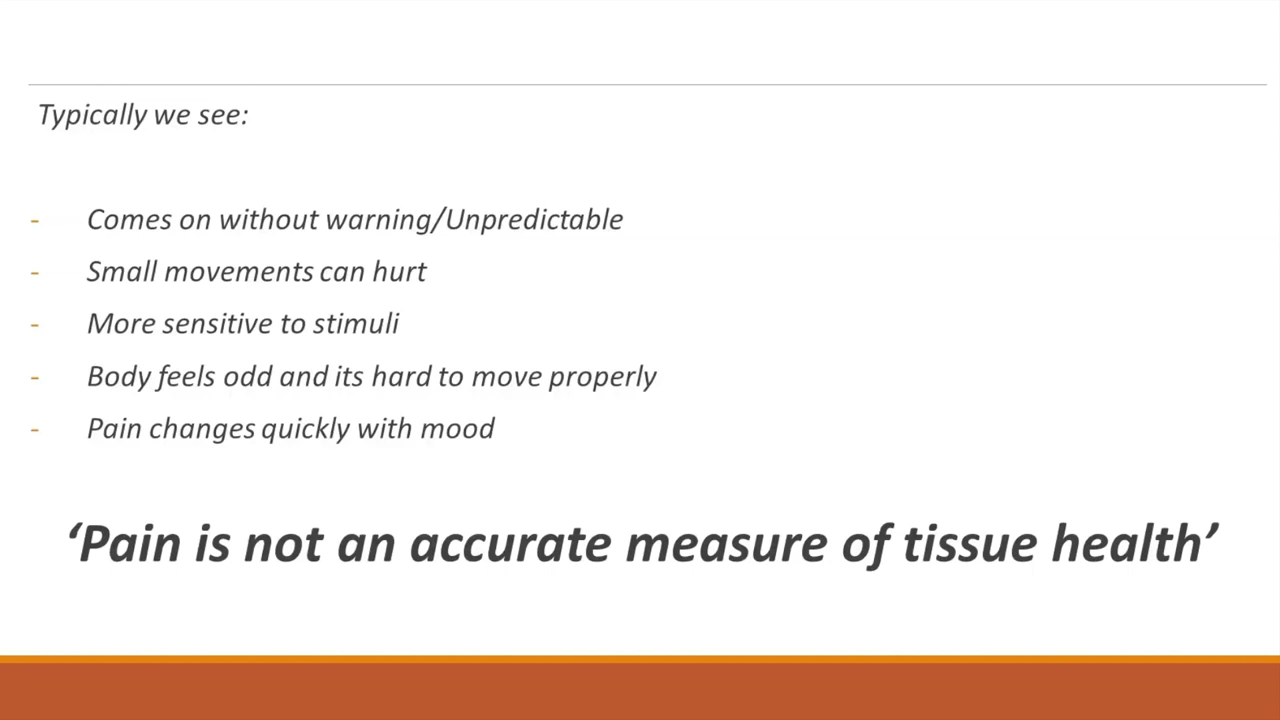 Typically we see:
- Comes on without warning/Unpredictable
- Small movements can hurt
- More sensitive to stimuli
- Body feels odd and its hard to move properly
- Pain changes quickly with mood
‘Pain is not an accurate measure of tissue health’